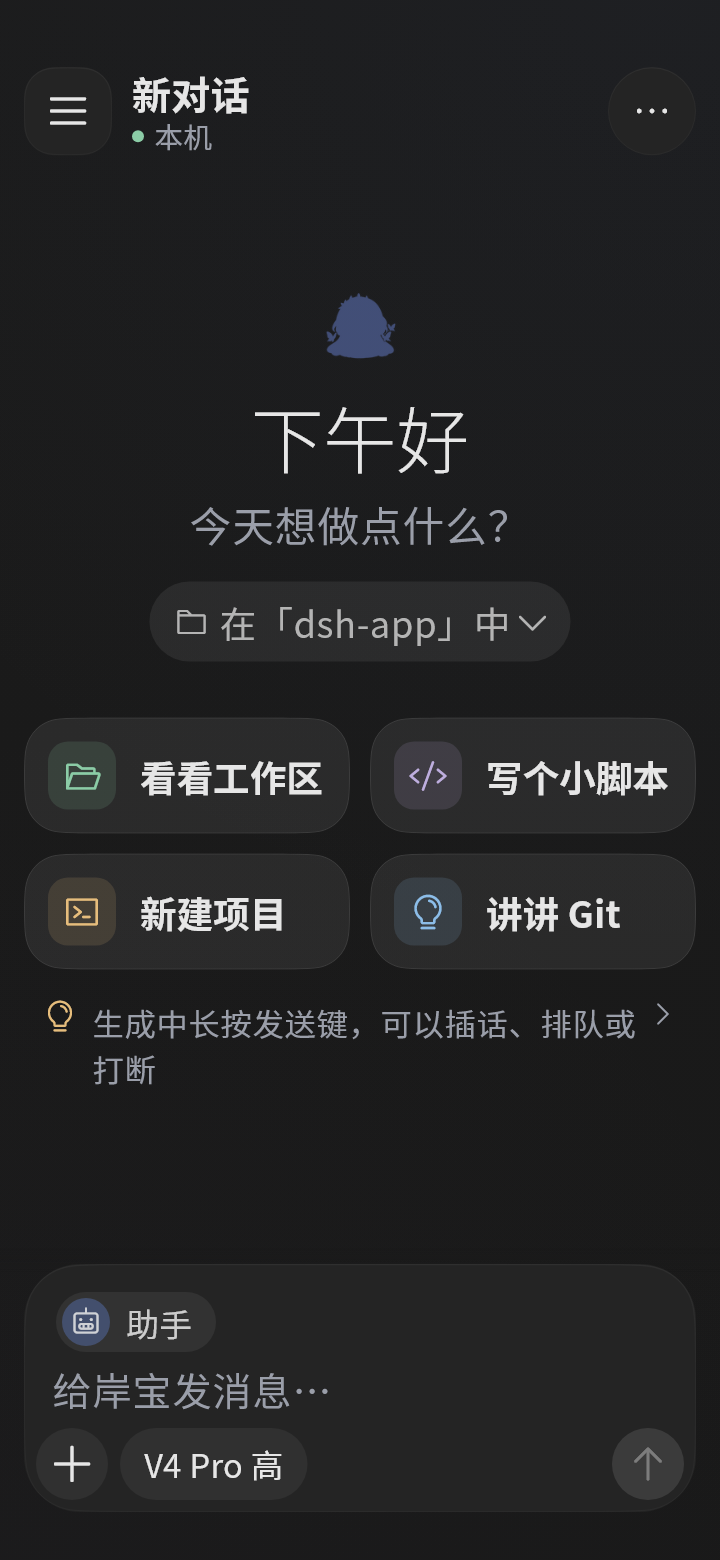 新对话
本机
下午好
今天想做点什么？
在「dsh-app」中
看看工作区
写个小脚本
新建项目
讲讲 Git
生成中长按发送键，可以插话、排队或
打断
助手
给岸宝发消息…
V4 Pro 高